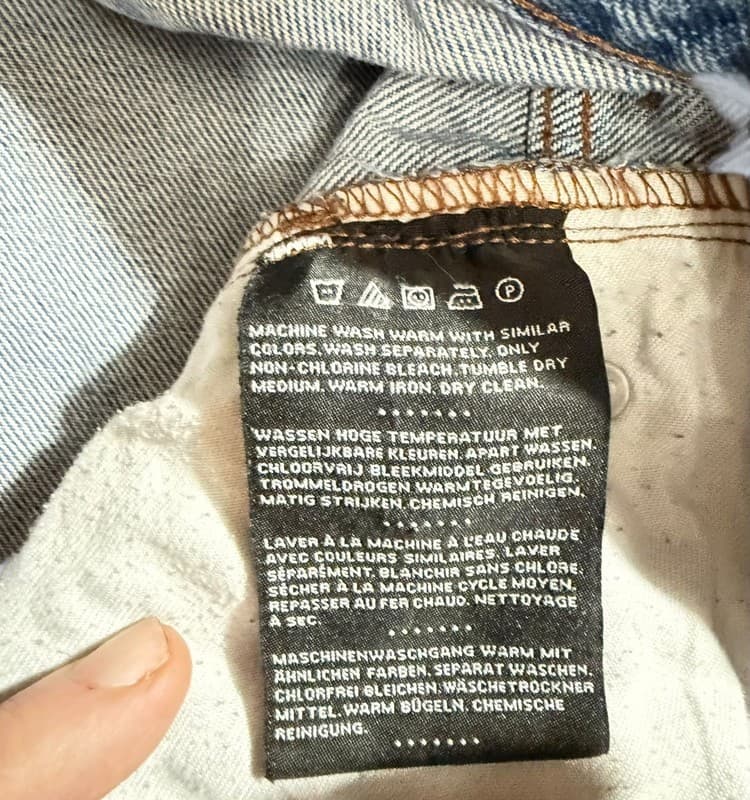 P
MACHINE WASH WARM WITH SIMILAR
COLORS. WASH SEPARATELY. ONLY
NON-CHLORINE BLEACH. TUMBLE DRY
MEDIUM. WARM IRON. DRY CLEAN.
WASSEN HOGE TEMPERATUUR MET
VERGELIJKBARE KLEUREN. APART WASSEN.
CHLOORVRIJ BLEEKMIDDEL GEBRUIKEN.
TROMMELDROGEN WARMTEGEVOELIG.
MATIG STRIJKEN. CHEMISCH REINIGEN.
LAVER À LA MACHINE À L'EAU CHAUDE
AVEC COULEURS SIMILAIRES. LAVER
SÉPARÉMENT. BLANCHIR SANS CHLORE.
SÉCHER À LA MACHINE CYCLE MOYEN.
REPASSER AU FER CHAUD. NETTOYAGE
À SEC.
MASCHINENWASCHGANG WARM MIT
ÄHNLICHEN FARBEN. SEPARAT WASCHEN.
CHLORFREI BLEICHEN. WÄSCHETROCKNER
MITTEL. WARM BÜGELN. CHEMISCHE
REINIGUNG.